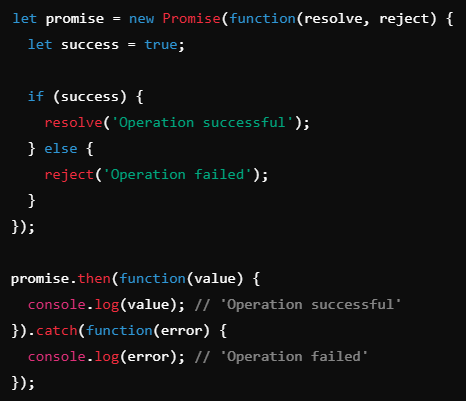 let promise = new Promise(function(resolve, reject) {
  let success = true;

  if (success) {
    resolve('Operation successful');
  } else {
    reject('Operation failed');
  }
});

promise.then(function(value) {
  console.log(value); // 'Operation successful'
}).catch(function(error) {
  console.log(error); // 'Operation failed'
});